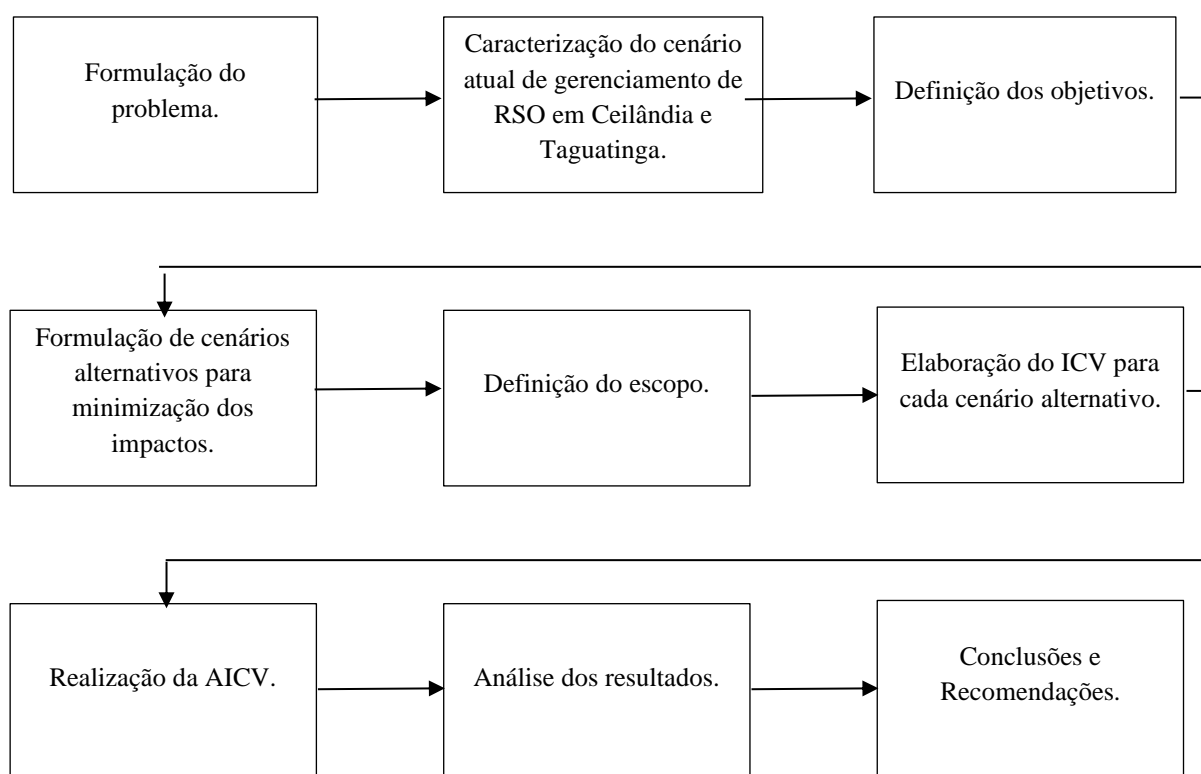 Formulação do
problema.
Caracterização do cenário
atual de gerenciamento de
RSO em Ceilândia e
Taguatinga.
Definição dos objetivos.
Formulação de cenários
alternativos para
minimização dos
impactos.
Definição do escopo.
Elaboração do ICV para
cada cenário alternativo.
Realização da AICV.
Análise dos resultados.
Conclusões e
Recomendações.